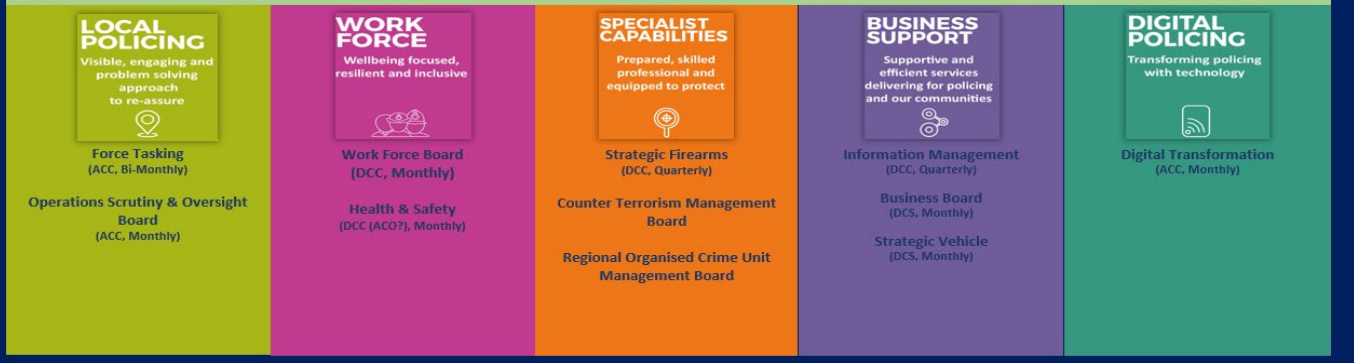 LOCAL
POLICING
Visible, engaging and
problem solving
approach
to re-assure
Force Tasking
(ACC, Bi-Monthly)
Operations Scrutiny & Oversight
Board
(ACC, Monthly)
WORK
FORCE
Wellbeing focused,
resilient and inclusive
Work Force Board
(DCC, Monthly)
Health & Safety
(DCC (ACO?), Monthly)
SPECIALIST
CAPABILITIES
Prepared, skilled
professional and
equipped to protect
Strategic Firearms
(DCC, Quarterly)
Counter Terrorism Management
Board
Regional Organised Crime Unit
Management Board
BUSINESS
SUPPORT
Supportive and
efficient services
delivering for policing
and our communities
Information Management
(DCC, Quarterly)
Business Board
(DCS, Monthly)
Strategic Vehicle
(DCS, Monthly)
DIGITAL
POLICING
Transforming policing
with technology
Digital Transformation
(ACC, Monthly)